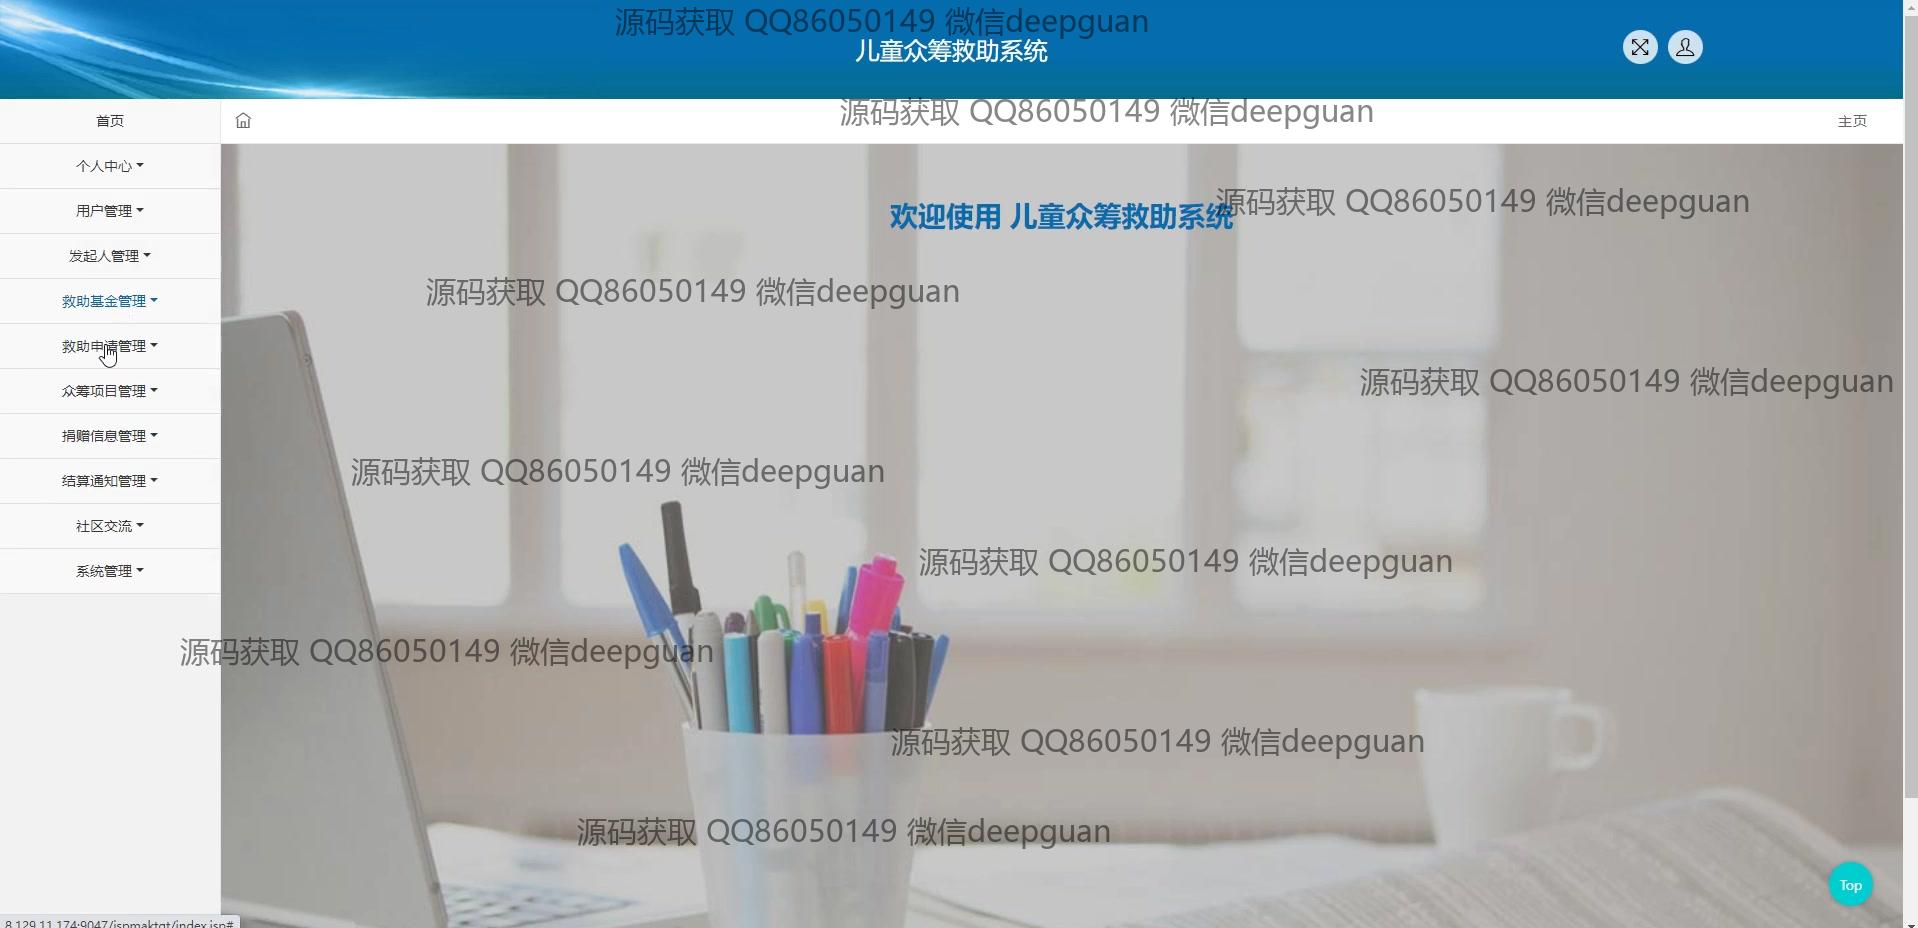 源码获取 QQ86050149 微信deepguan
儿童众筹救助系统
源码获取 QQ86050149 微信deepguan
首页
主页
个人中心
用户管理
源码获取 QQ86050149 微信deepguan
欢迎使用 儿童众筹救助系统
发起人管理
源码获取 QQ86050149 微信deepguan
救助基金管理
救助申请管理
源码获取 QQ86050149 微信deepguan
众筹项目管理
捐赠信息管理
源码获取 QQ86050149 微信deepguan
结算通知管理
社区交流
源码获取 QQ86050149 微信deepguan
系统管理
源码获取 QQ86050149 微信deepguan
源码获取 QQ86050149 微信deepguan
源码获取 QQ86050149 微信deepguan
Top
8.129.11.174:9047/jspmaktgt/index.jsp#